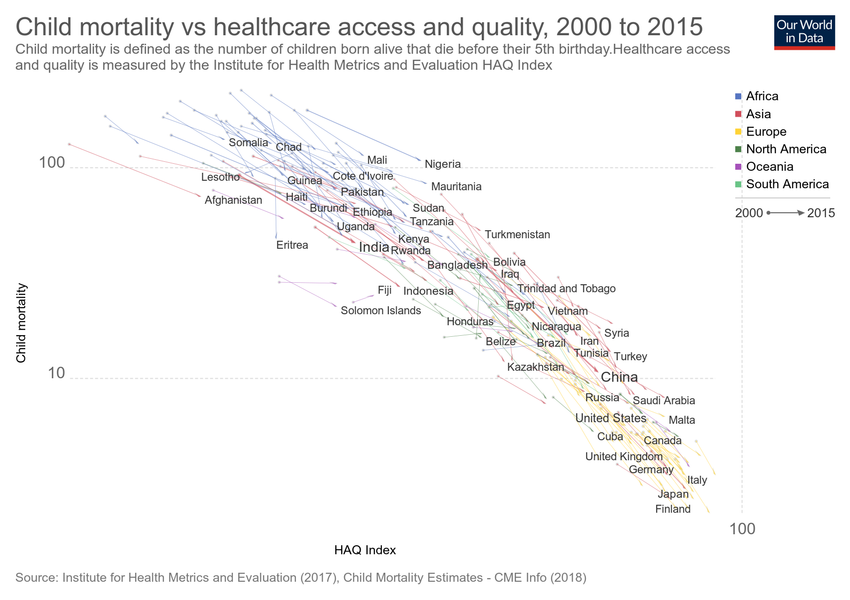 Child mortality vs healthcare access and quality, 2000 to 2015
Our World
in Data
Child mortality is defined as the number of children born alive that die before their 5th birthday.Healthcare access
and quality is measured by the Institute for Health Metrics and Evaluation HAQ Index
Africa
Asia
Europe
North America
Oceania
South America
2000 2015
100
10
Child mortality
Somalia
Chad
Mali
Nigeria
Lesotho
Guinea
Cote d'Ivoire
Mauritania
Afghanistan
Haiti
Pakistan
Burundi
Ethiopia
Sudan
Uganda
Tanzania
Eritrea
India
Kenya
Rwanda
Turkmenistan
Bangladesh
Bolivia
Iraq
Fiji
Indonesia
Trinidad and Tobago
Solomon Islands
Egypt
Vietnam
Honduras
Nicaragua
Syria
Belize
Brazil
Iran
Tunisia
Turkey
Kazakhstan
China
Russia
Saudi Arabia
United States
Malta
Cuba
Canada
United Kingdom
Germany
Italy
Japan
Finland
100
HAQ Index
Source: Institute for Health Metrics and Evaluation (2017), Child Mortality Estimates - CME Info (2018)